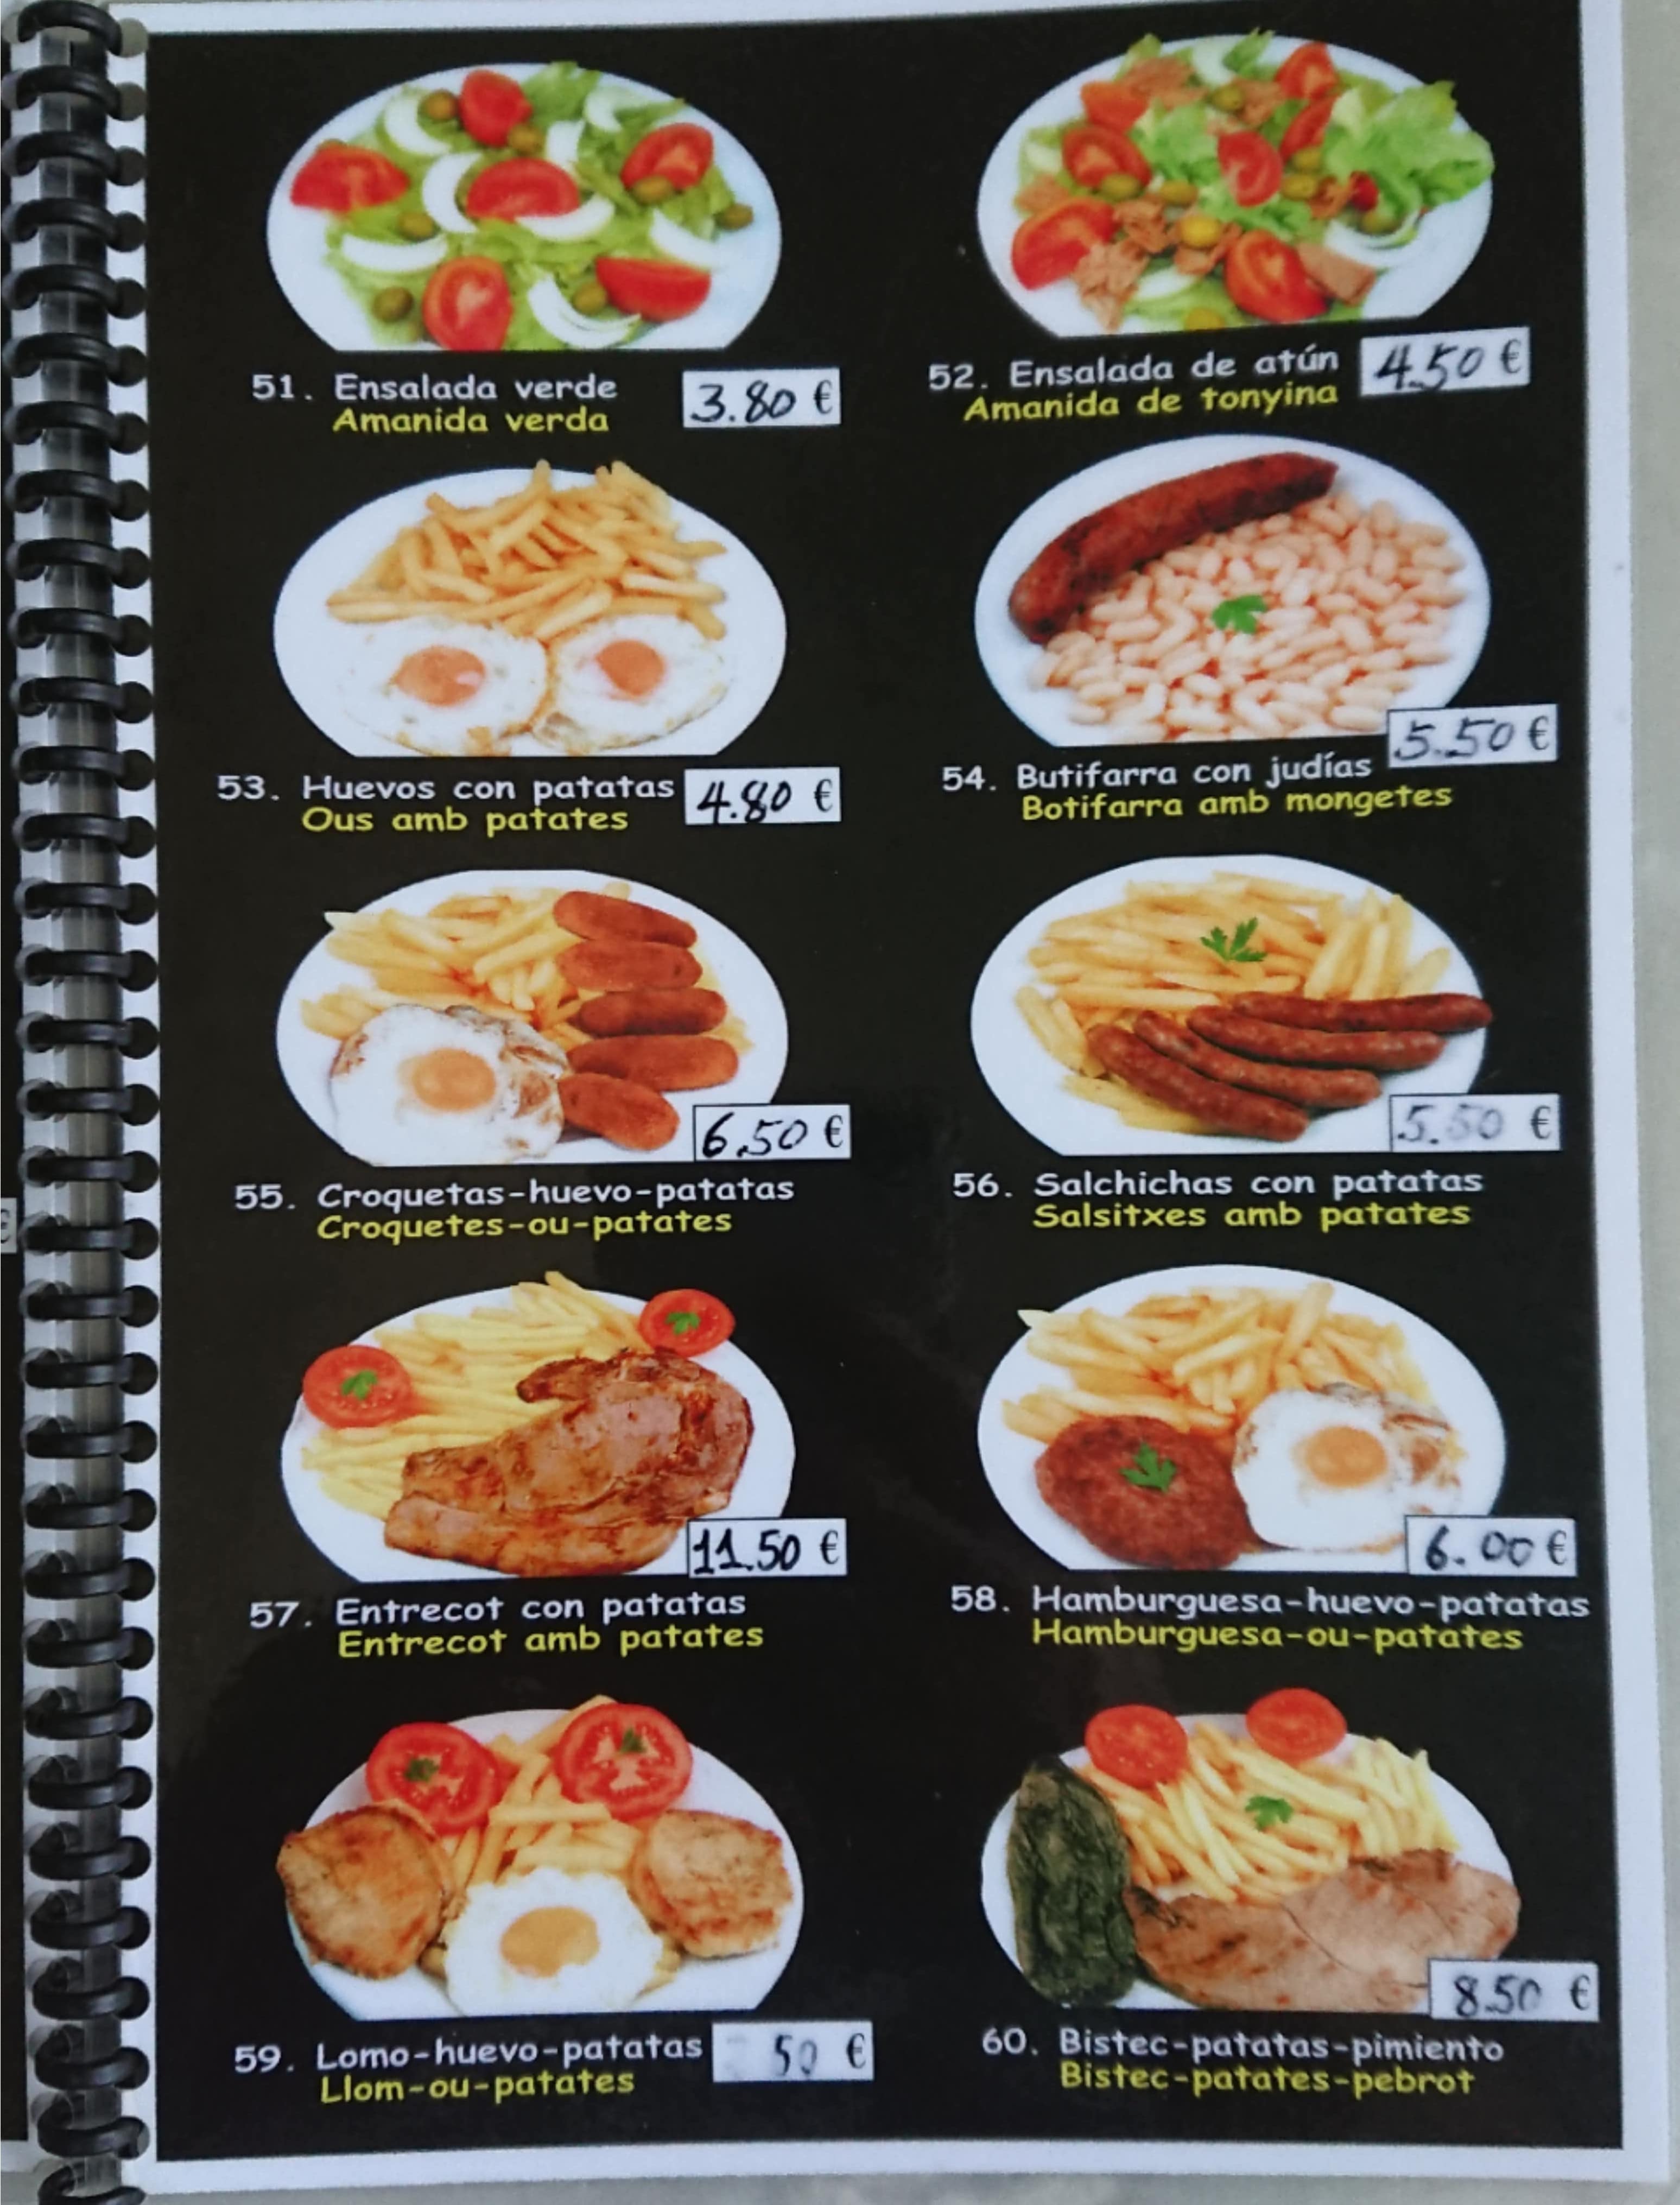 51. Ensalada verde 3.80 €
Amanida verda
52. Ensalada de atún 4.50 €
Amanida de tonyina
53. Huevos con patatas 4.80 €
Ous amb patates
5.50 €
54. Butifarra con judías
Botifarra amb mongetes
6.50 €
55. Croquetas-huevo-patatas
Croquetes-ou-patates
5.50 €
56. Salchichas con patatas
Salsitxes amb patates
11.50 €
57. Entrecot con patatas
Entrecot amb patates
6.00 €
58. Hamburguesa-huevo-patatas
Hamburguesa-ou-patates
59. Lomo-huevo-patatas 50 €
Llom-ou-patates
8.50 €
60. Bistec-patatas-pimiento
Bistec-patates-pebrot